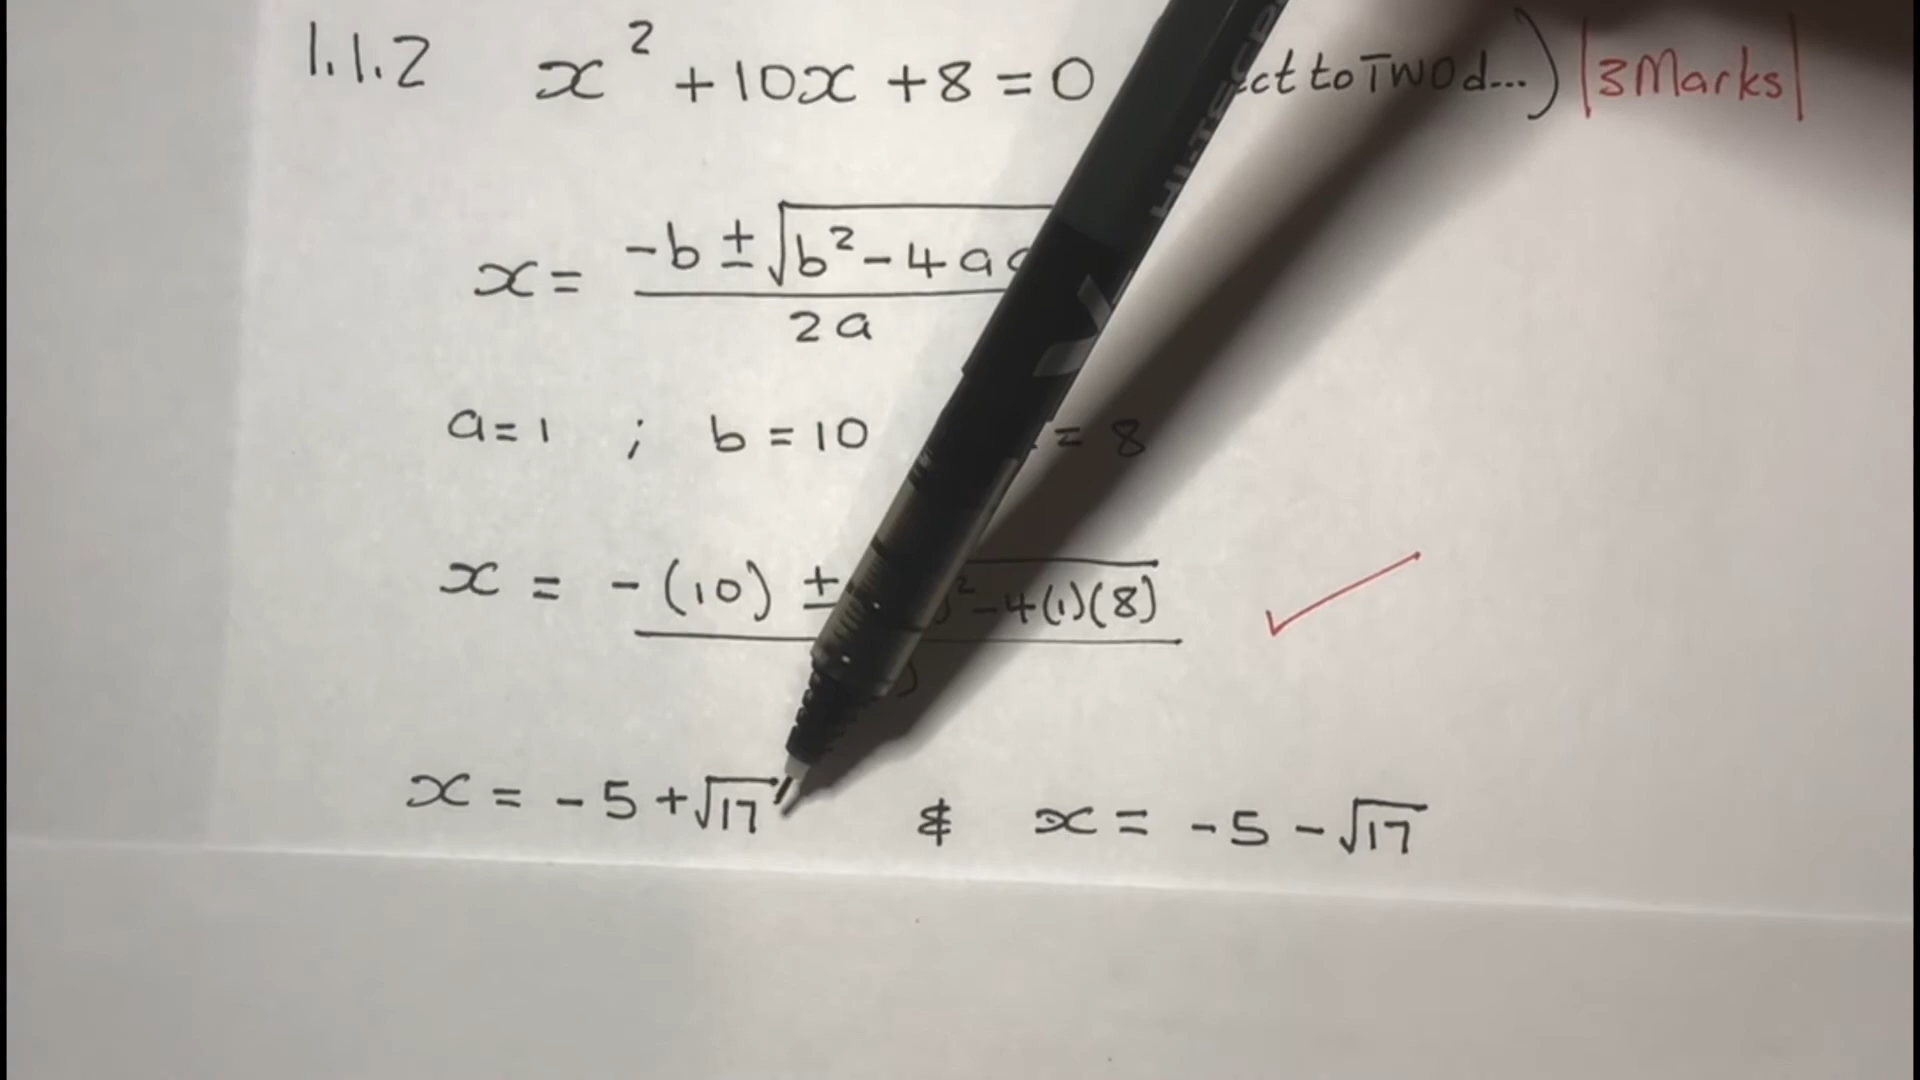 1.1.2 x² + 10x + 8 = 0 ct to TWO d...) |3 Marks|
x = -b ± √b² - 4a
2a
a = 1 ; b = 10 = 8
x = -(10) ± ² - 4(1)(8)
)
x = -5 + √17 & x = -5 - √17